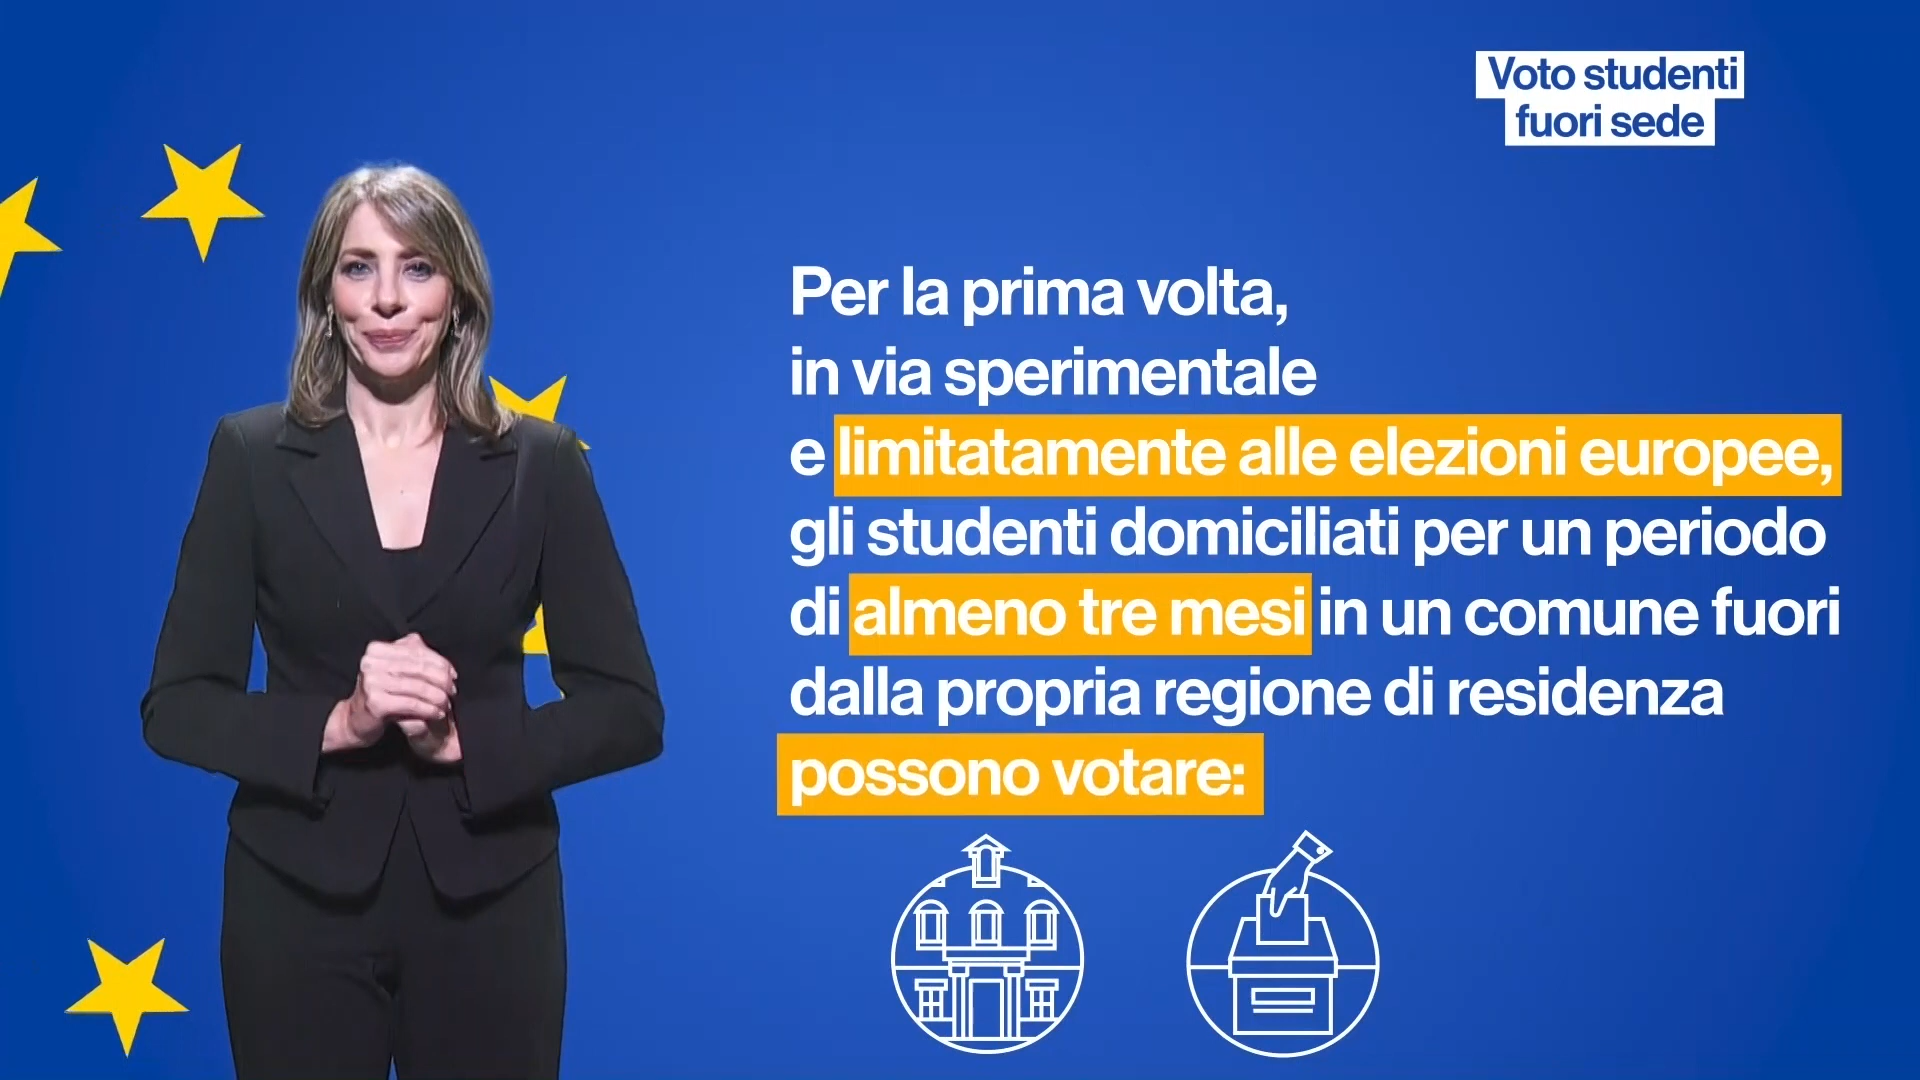 Voto studenti
fuori sede
Per la prima volta,
in via sperimentale
e limitatamente alle elezioni europee,
gli studenti domiciliati per un periodo
di almeno tre mesi in un comune fuori
dalla propria regione di residenza
possono votare: